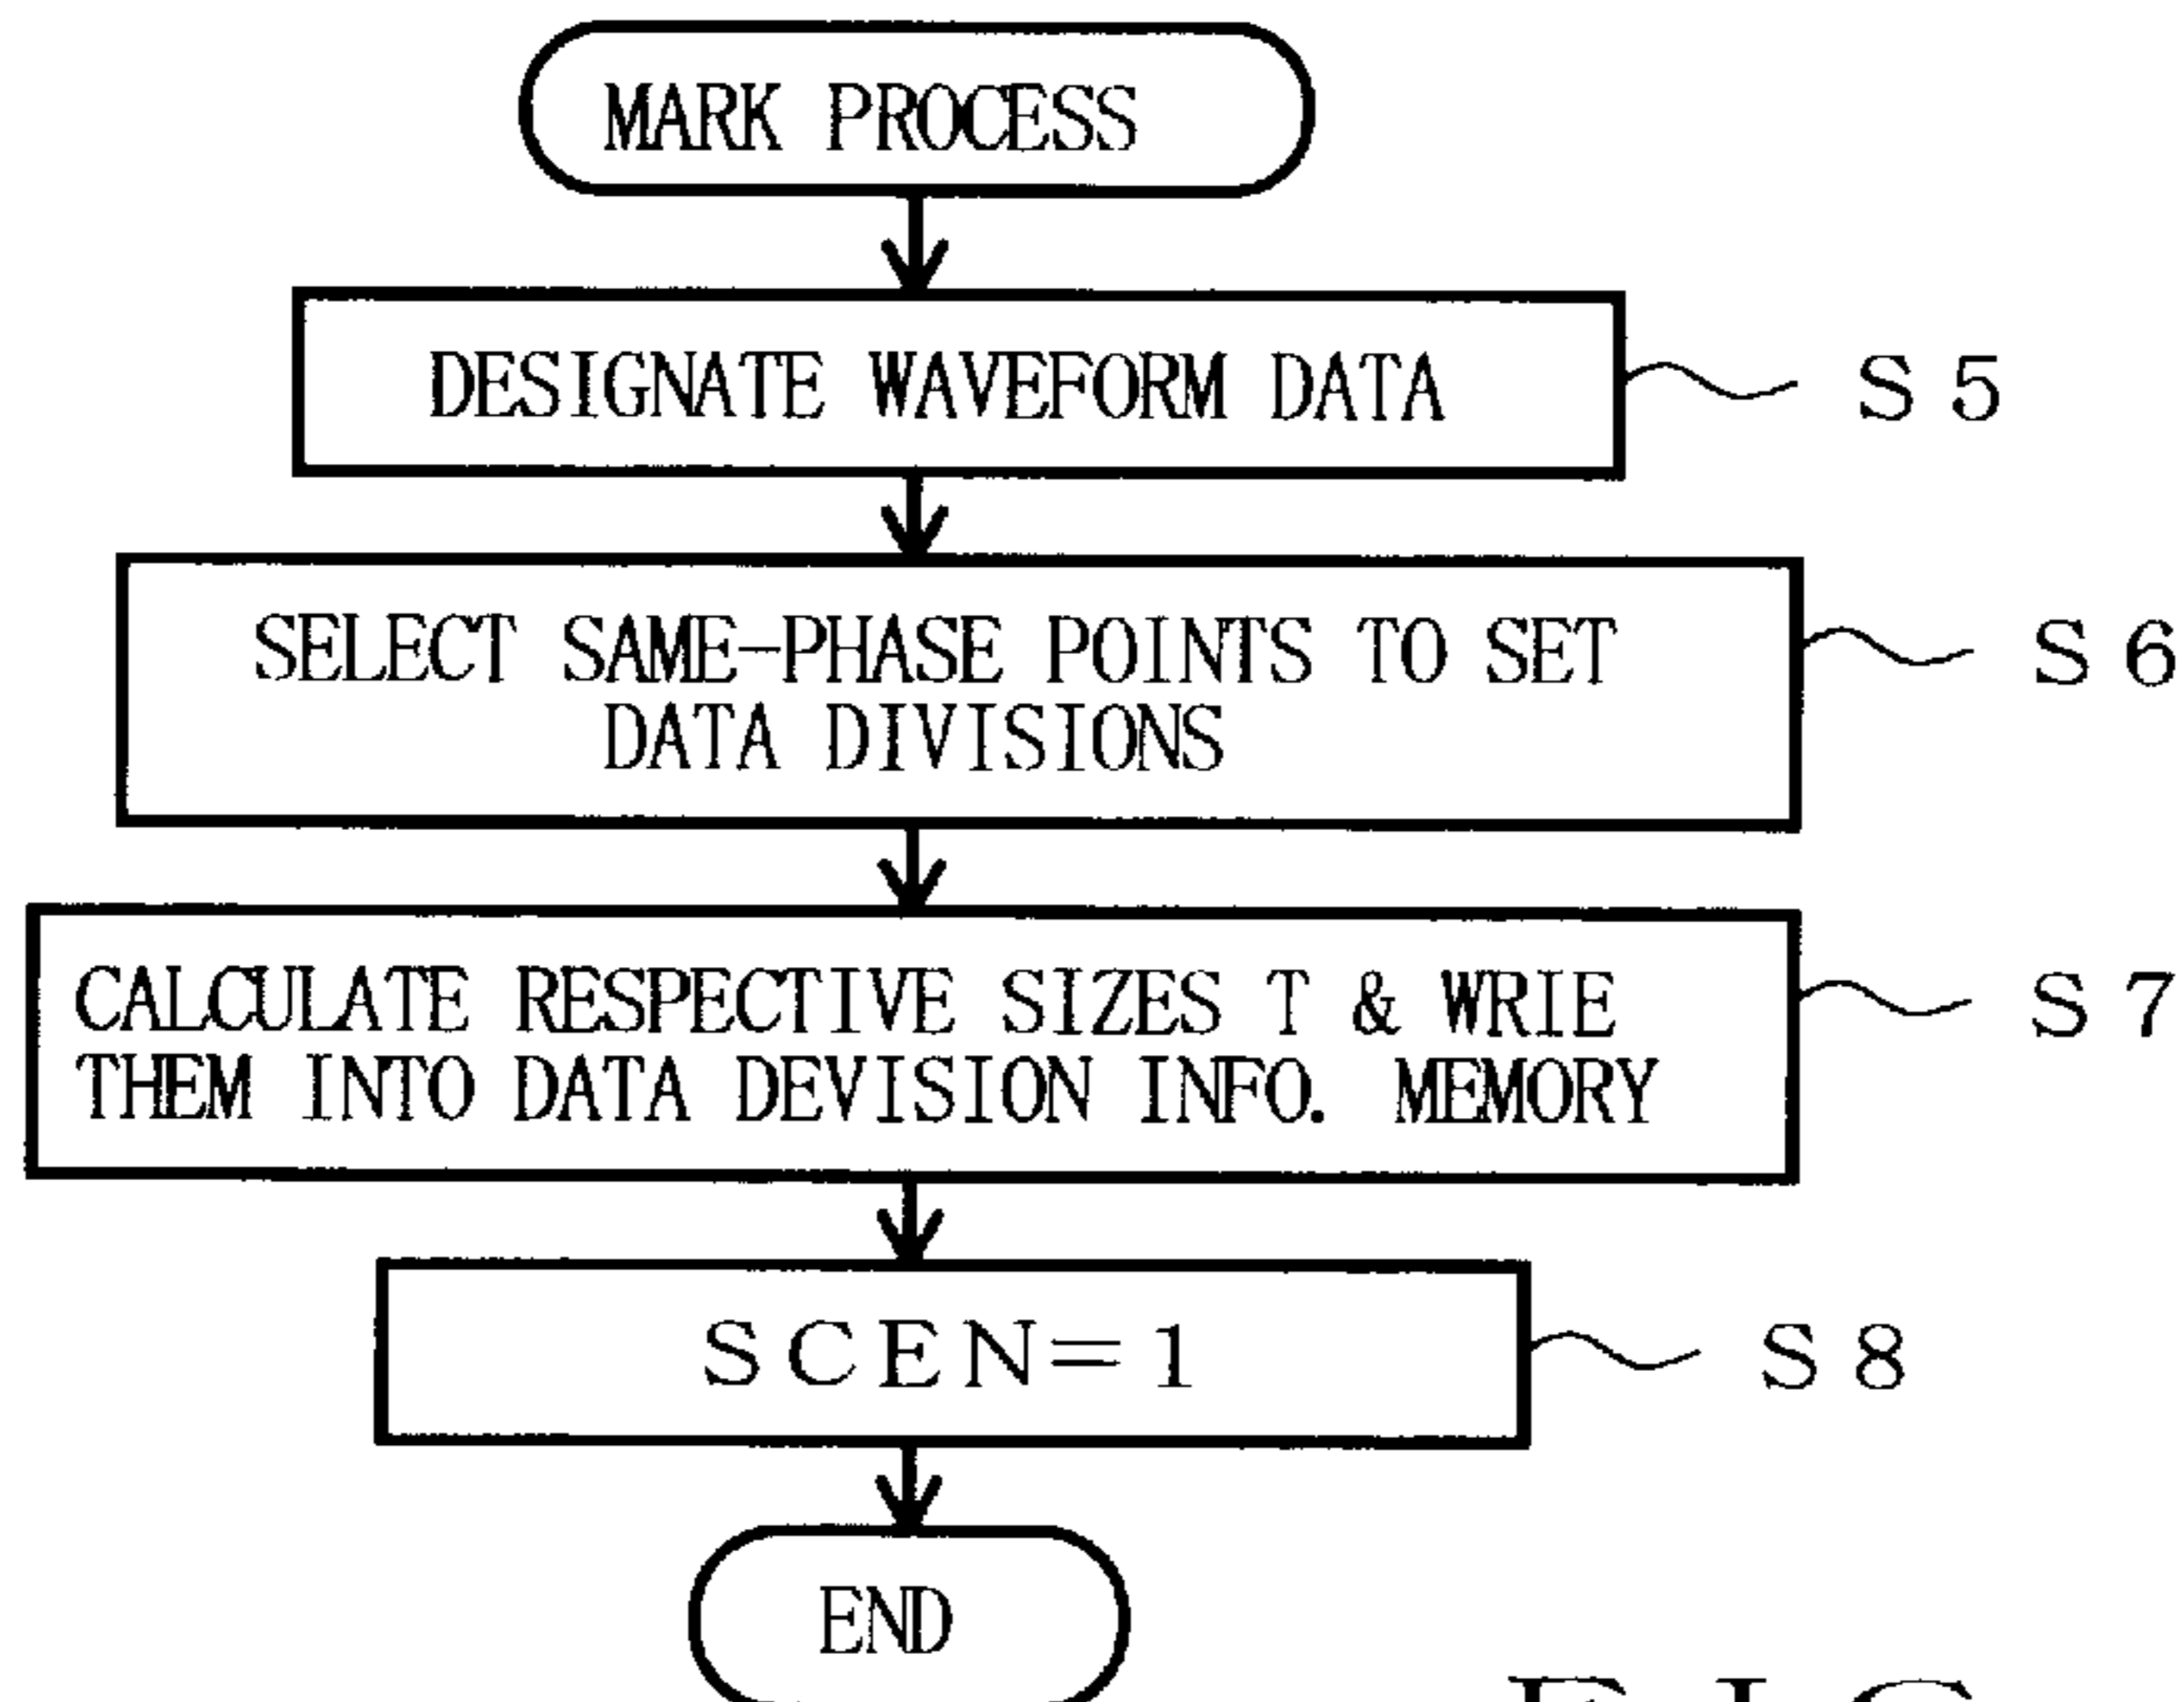 MARK PROCESS
DESIGNATE WAVEFORM DATA
S5
SELECT SAME-PHASE POINTS TO SET
DATA DIVISIONS
S6
CALCULATE RESPECTIVE SIZES T & WRIE
THEM INTO DATA DEVISION INFO. MEMORY
S7
SCEN=1
S8
END